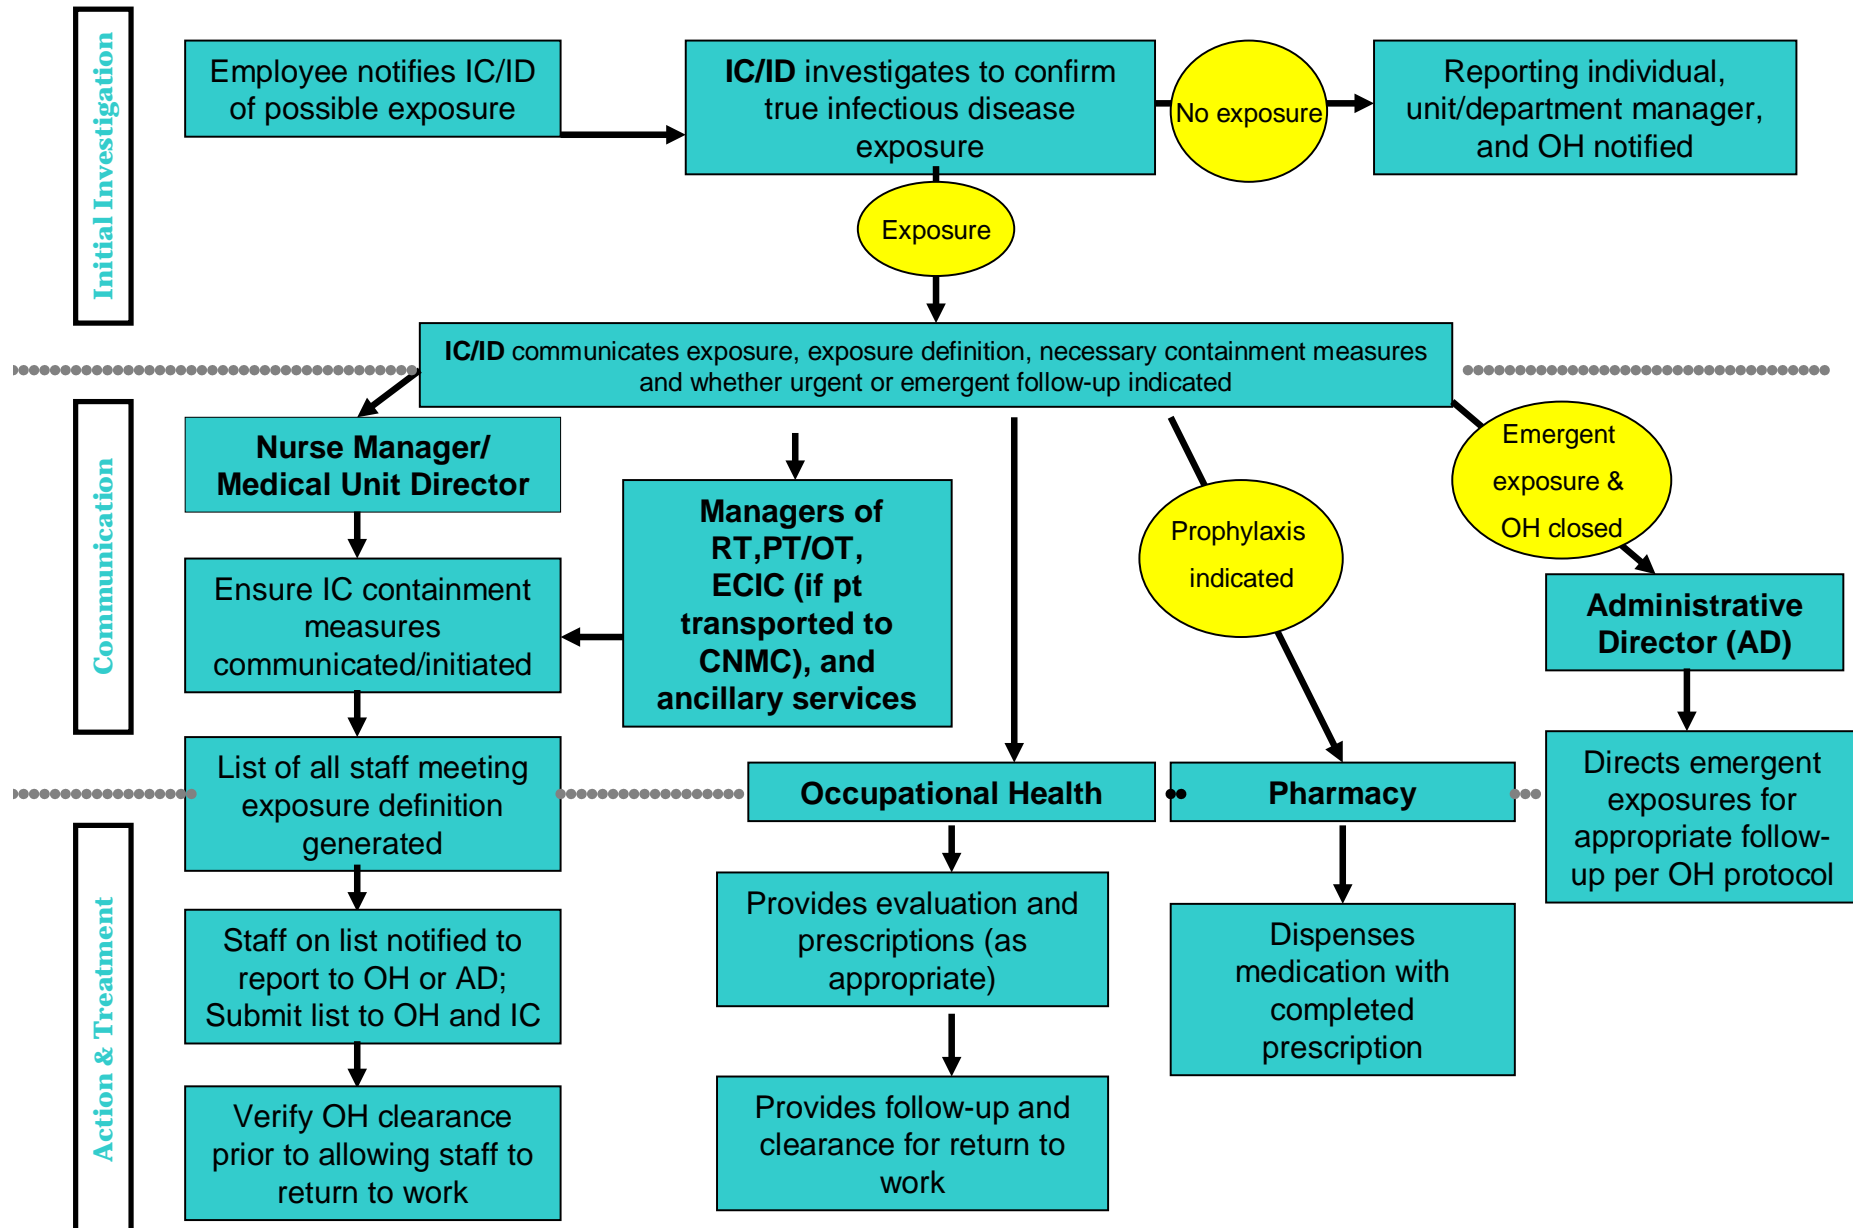 Initial Investigation
Employee notifies IC/ID
of possible exposure
IC/ID investigates to confirm
true infectious disease
exposure
No exposure
Reporting individual,
unit/department manager,
and OH notified
Exposure
IC/ID communicates exposure, exposure definition, necessary containment measures
and whether urgent or emergent follow-up indicated
Communication
Nurse Manager/
Medical Unit Director
Ensure IC containment
measures
communicated/initiated
Managers of
RT,PT/OT,
ECIC (if pt
transported to
CNMC), and
ancillary services
Prophylaxis
indicated
Emergent
exposure &
OH closed
Administrative
Director (AD)
List of all staff meeting
exposure definition
generated
Occupational Health
Pharmacy
Directs emergent
exposures for
appropriate follow-
up per OH protocol
Action & Treatment
Staff on list notified to
report to OH or AD;
Submit list to OH and IC
Provides evaluation and
prescriptions (as
appropriate)
Dispenses
medication with
completed
prescription
Verify OH clearance
prior to allowing staff to
return to work
Provides follow-up and
clearance for return to
work